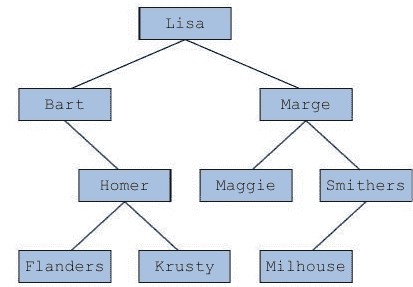 Lisa
Bart
Marge
Homer
Maggie
Smithers
Flanders
Krusty
Milhouse